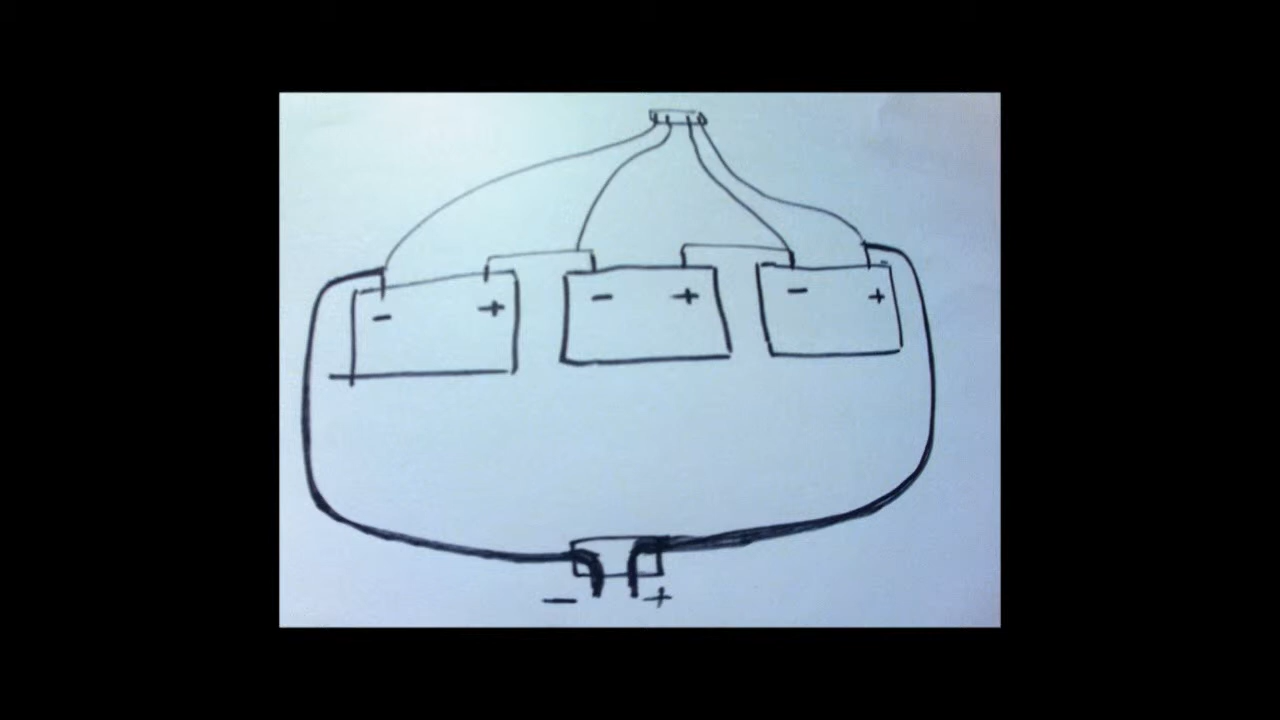 - + - + - +
- +